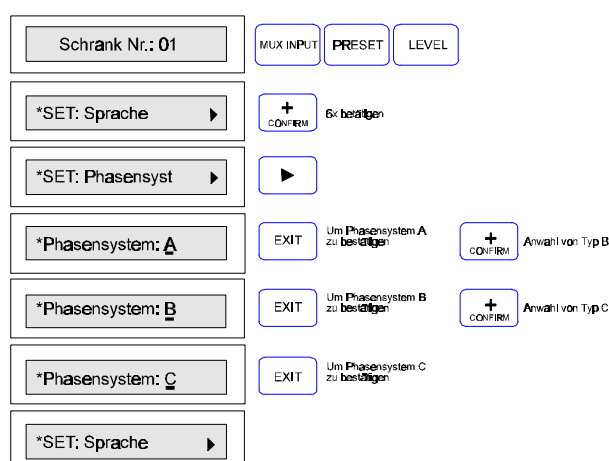 Schrank Nr.: 01
MUX INPUT
PRESET
LEVEL
*SET: Sprache
+
CONFIRM
6x betätigen
*SET: Phasensyst
*Phasensystem: A
EXIT
Um Phasensystem A
zu bestätigen
+
CONFIRM
Anwahl von Typ B
*Phasensystem: B
EXIT
Um Phasensystem B
zu bestätigen
+
CONFIRM
Anwahl von Typ C
*Phasensystem: C
EXIT
Um Phasensystem C
zu bestätigen
*SET: Sprache